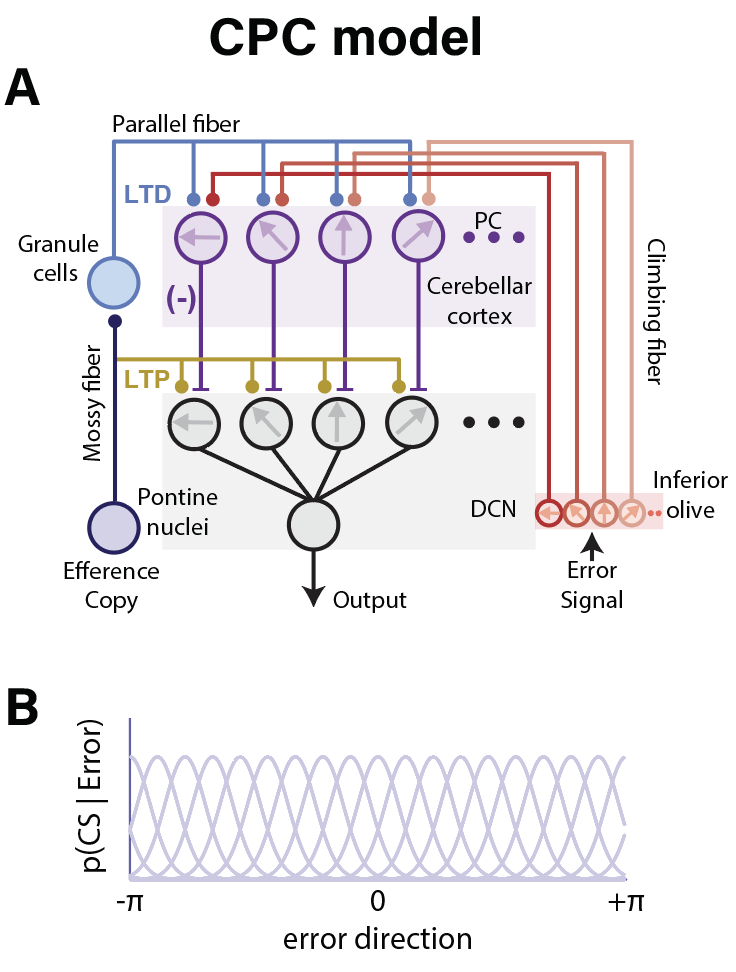 CPC model
A
Parallel fiber
LTD
Granule
cells
PC
(-)
Cerebellar
cortex
Climbing fiber
LTP
Mossy fiber
Pontine
nuclei
DCN
Inferior
olive
Efference
Copy
Output
Error
Signal
B
p(CS | Error)
-π
0
+π
error direction